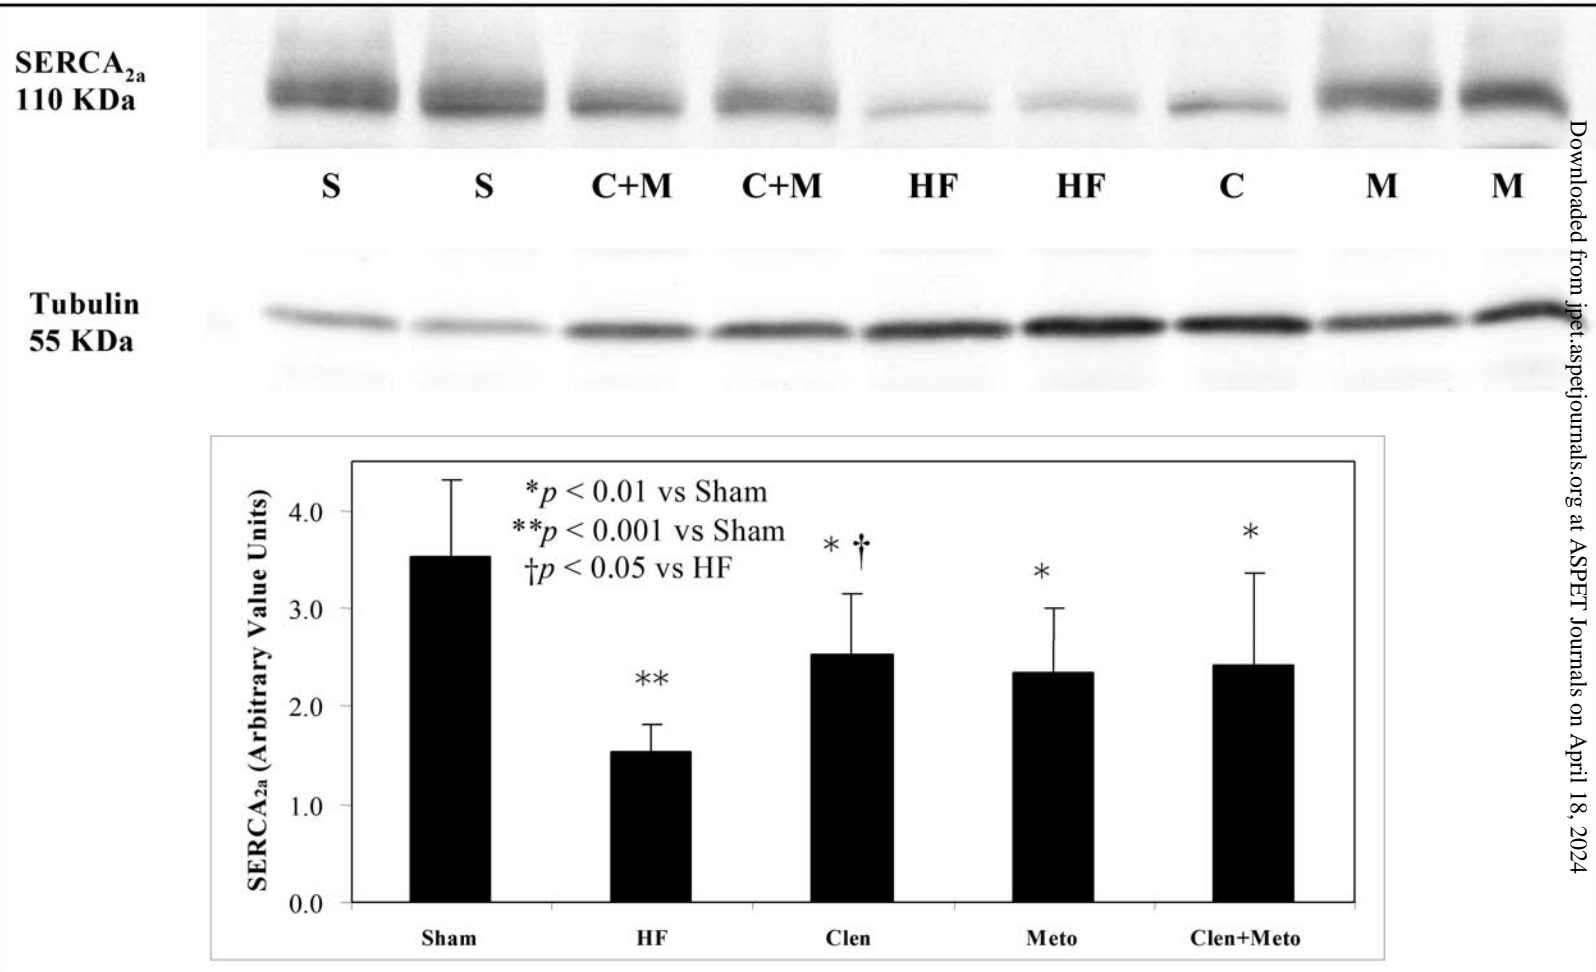 SERCA2a
110 KDa
S S C+M C+M HF HF C M M
Tubulin
55 KDa
*p < 0.01 vs Sham
**p < 0.001 vs Sham
†p < 0.05 vs HF
SERCA2a (Arbitrary Value Units)
4.0
3.0
2.0
1.0
0.0
**
* †
*
*
Sham HF Clen Meto Clen+Meto
Downloaded from jpet.aspetjournals.org at ASPET Journals on April 18, 2024